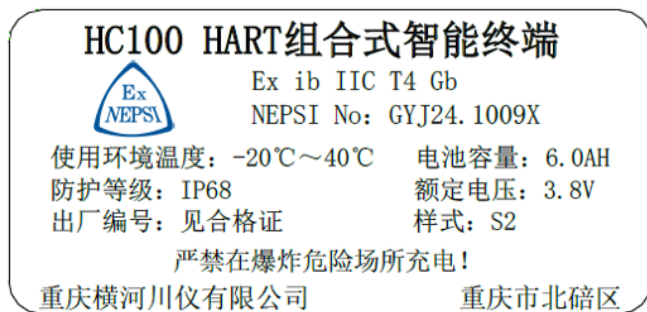 HC100 HART组合式智能终端
Ex NEPSI
Ex ib IIC T4 Gb
NEPSI No: GYJ24.1009X
使用环境温度: -20℃～40℃ 电池容量: 6.0AH
防护等级: IP68 额定电压: 3.8V
出厂编号: 见合格证 样式: S2
严禁在爆炸危险场所充电!
重庆横河川仪有限公司 重庆市北碚区